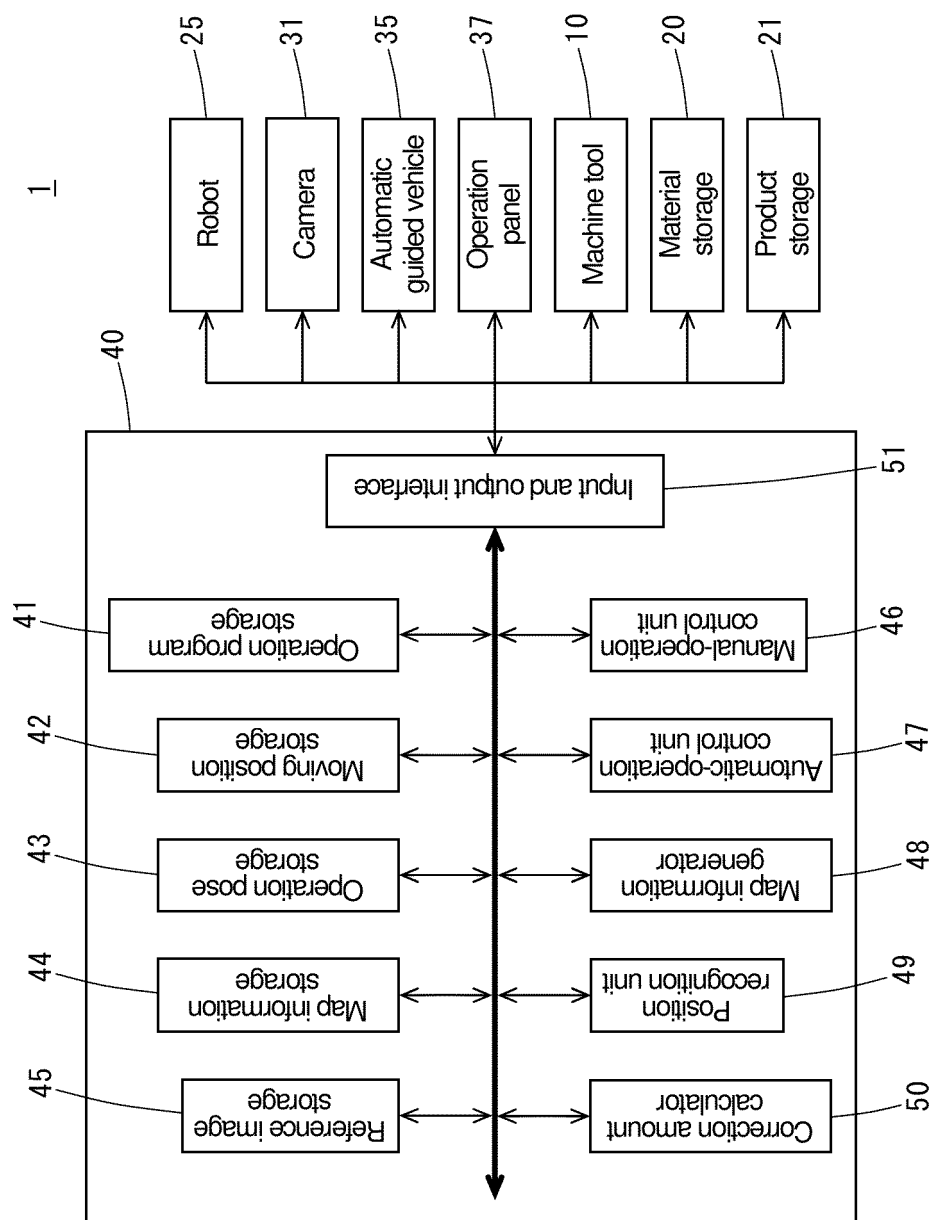 1
25
Robot
31
Camera
35
Automatic
guided vehicle
37
Operation
panel
10
Machine tool
20
Material
storage
21
Product
storage
40
51
Input and output interface
41
Operation program
storage
42
Moving position
storage
43
Operation pose
storage
44
Map information
storage
45
Reference image
storage
46
Manual-operation
control unit
47
Automatic-operation
control unit
48
Map information
generator
49
Position
recognition unit
50
Correction amount
calculator